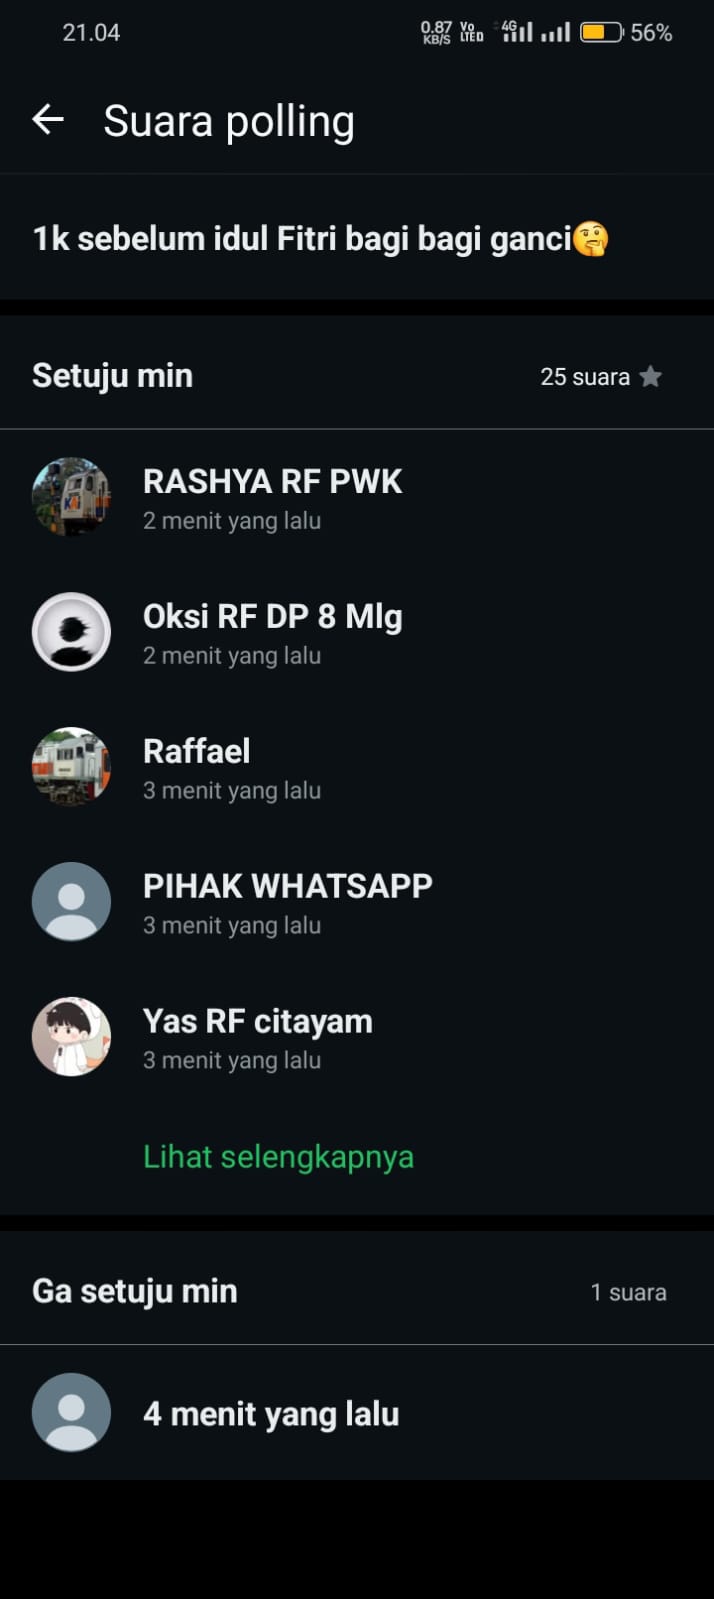 21.04
0.87 KB/S Vo LTE D 4G 56%
Suara polling
1k sebelum idul Fitri bagi bagi ganci🤔
Setuju min
25 suara
RASHYA RF PWK
2 menit yang lalu
Oksi RF DP 8 Mlg
2 menit yang lalu
Raffael
3 menit yang lalu
PIHAK WHATSAPP
3 menit yang lalu
Yas RF citayam
3 menit yang lalu
Lihat selengkapnya
Ga setuju min
1 suara
4 menit yang lalu